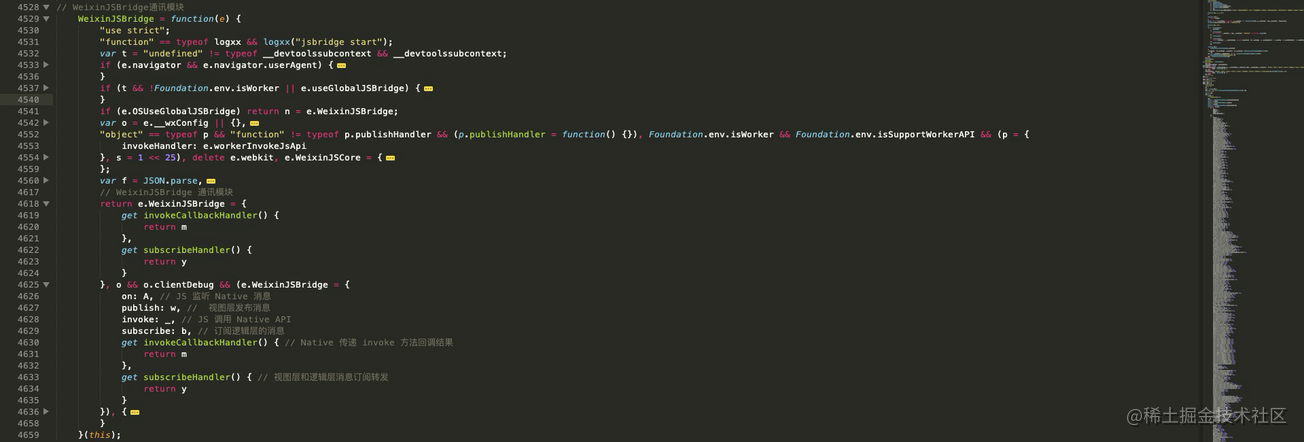 4528 // WeixinJSBridge通讯模块
4529 WeixinJSBridge = function(e) {
4530 "use strict";
4531 "function" == typeof logxx && logxx("jsbridge start");
4532 var t = "undefined" != typeof __devtoolssubcontext && __devtoolssubcontext;
4533 if (e.navigator && e.navigator.userAgent) {
4536 }
4537 if (t && !Foundation.env.isWorker || e.useGlobalJSBridge) {
4540 }
4541 if (e.OSUseGlobalJSBridge) return n = e.WeixinJSBridge;
4542 var o = e.__wxConfig || {},
4552 "object" == typeof p && "function" != typeof p.publishHandler && (p.publishHandler = function() {}), Foundation.env.isWorker && Foundation.env.isSupportWorkerAPI && (p = {
4553 invokeHandler: e.workerInvokeJsApi
4554 }, s = 1 << 25), delete e.webkit, e.WeixinJSCore = {
4559 };
4560 var f = JSON.parse,
4617 // WeixinJSBridge 通讯模块
4618 return e.WeixinJSBridge = {
4619 get invokeCallbackHandler() {
4620 return m
4621 },
4622 get subscribeHandler() {
4623 return y
4624 }
4625 }, o && o.clientDebug && (e.WeixinJSBridge = {
4626 on: A, // JS 监听 Native 消息
4627 publish: w, // 视图层发布消息
4628 invoke: _, // JS 调用 Native API
4629 subscribe: b, // 订阅逻辑层的消息
4630 get invokeCallbackHandler() { // Native 传递 invoke 方法回调结果
4631 return m
4632 },
4633 get subscribeHandler() { // 视图层和逻辑层消息订阅转发
4634 return y
4635 }
4636 }), {
4658 }
4659 }(this);
@稀土掘金技术社区